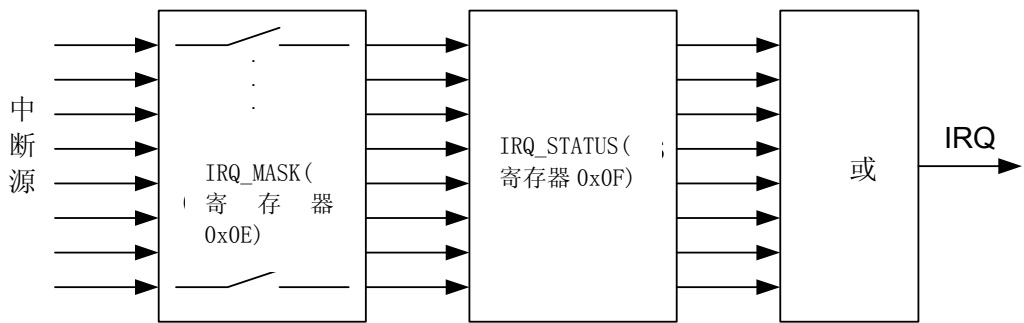 中
断
源
IRQ_MASK(
寄 存 器
0x0E)
IRQ_STATUS(
寄存器 0x0F)
或
IRQ